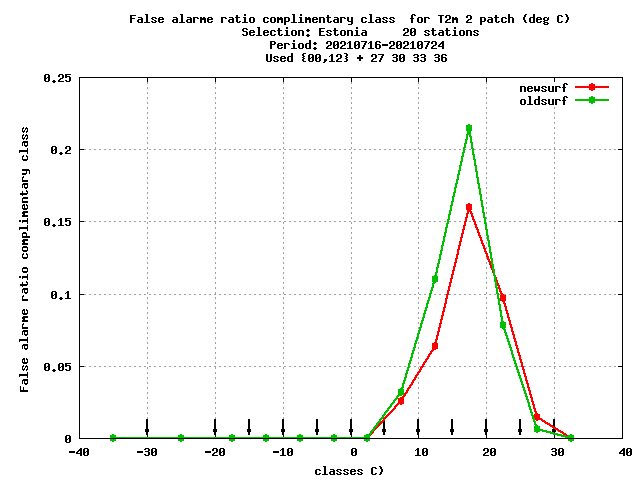 False alarme ratio complimentary class  for T2m 2 patch (deg C)
Selection: Estonia     20 stations
Period: 20210716-20210724
Used {00,12} + 27 30 33 36
newsurf
oldsurf
False alarme ratio complimentary class
0.25
0.2
0.15
0.1
0.05
0
-40 -30 -20 -10 0 10 20 30 40
classes C)